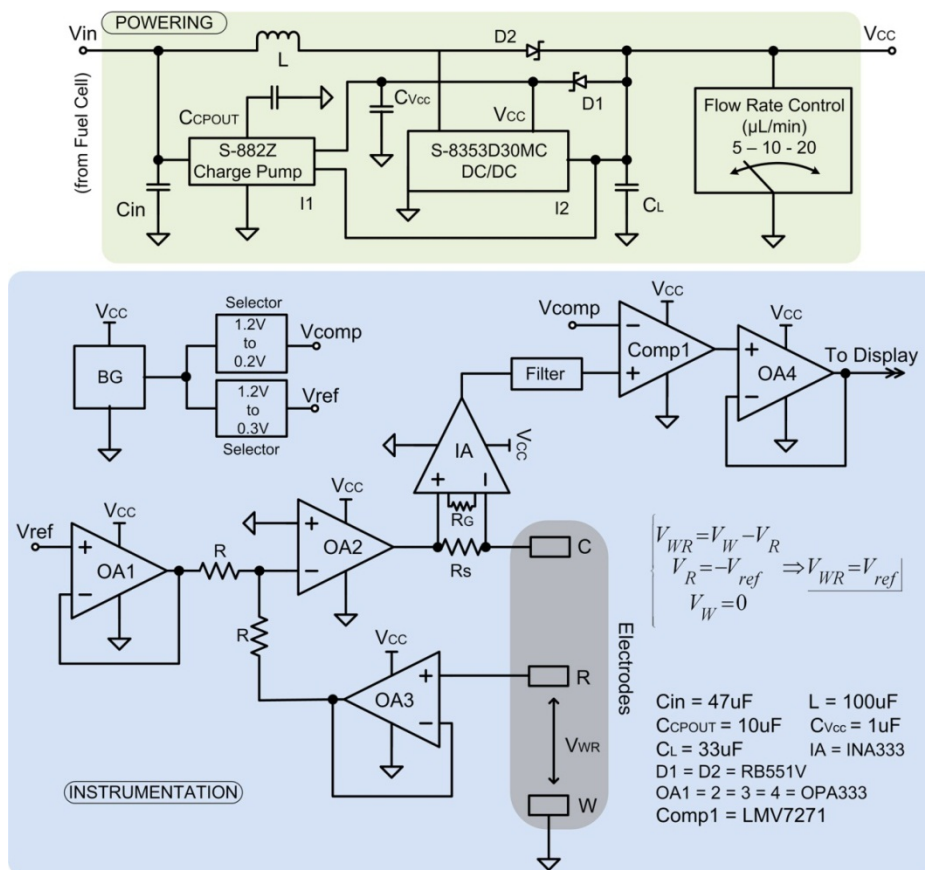 POWERING
Vin
(from Fuel Cell)
L
D2
VCC
CCPOUT
CVcc
VCC
D1
S-882Z
Charge Pump
I1
S-8353D30MC
DC/DC
I2
Cin
CL
Flow Rate Control
(µL/min)
5 – 10 - 20
VCC
BG
Selector
1.2V
to
0.2V
Vcomp
1.2V
to
0.3V
Vref
Selector
Vcomp
VCC
Comp1
VCC
OA4
To Display
Filter
IA
VCC
RG
Rs
Vref
VCC
OA1
R
VCC
OA2
R
VCC
OA3
C
R
VWR
W
Electrodes
VWR=VW−VR
VR=−Vref ⇒VWR=Vref
VW=0
Cin = 47uF L = 100uF
CCPOUT = 10uF CVcc = 1uF
CL = 33uF IA = INA333
D1 = D2 = RB551V
OA1 = 2 = 3 = 4 = OPA333
Comp1 = LMV7271
INSTRUMENTATION